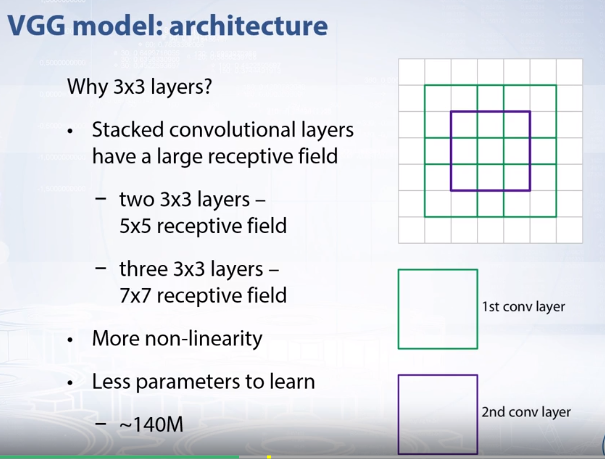 VGG model: architecture
Why 3x3 layers?
• Stacked convolutional layers
have a large receptive field
– two 3x3 layers –
5x5 receptive field
– three 3x3 layers –
7x7 receptive field
• More non-linearity
• Less parameters to learn
– ~140M
1st conv layer
2nd conv layer